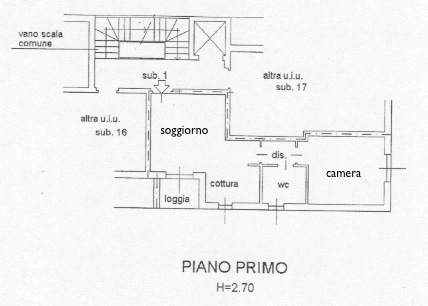 vano scala
comune
sub. 1
altra u.i.u.
sub. 17
altra u.i.u.
sub. 16
soggiorno
dis.
camera
cottura
wc
loggia
PIANO PRIMO
H=2.70